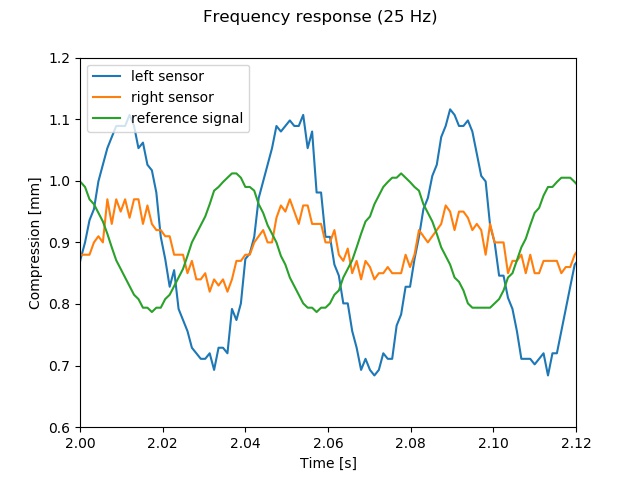 Frequency response (25 Hz)
left sensor
right sensor
reference signal
Compression [mm]
1.2
1.1
1.0
0.9
0.8
0.7
0.6
2.00
2.02
2.04
2.06
2.08
2.10
2.12
Time [s]